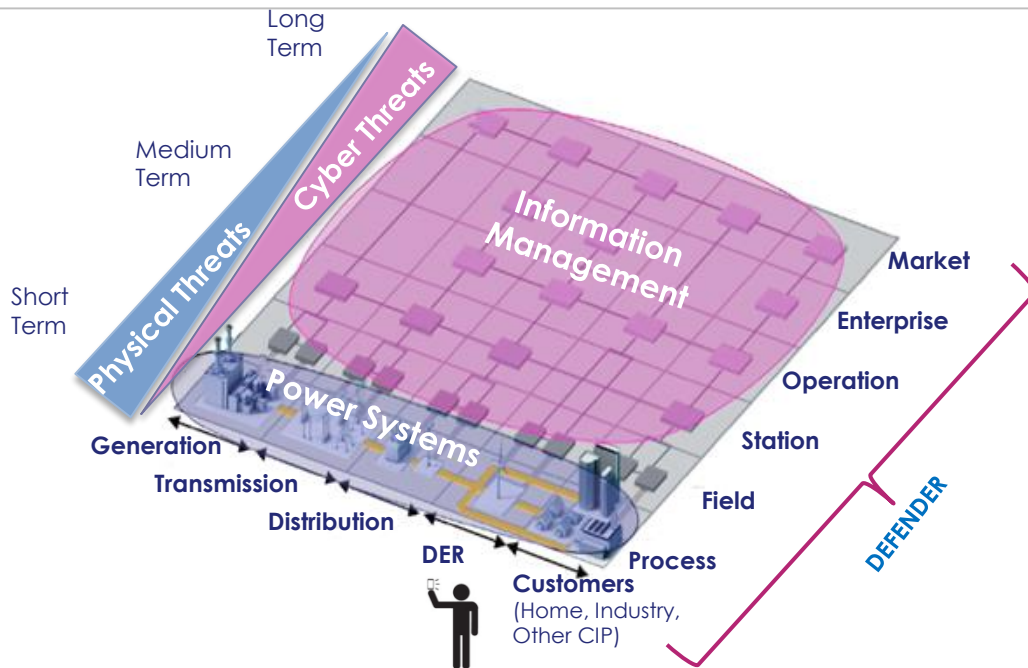 Long
Term
Medium
Term
Short
Term
Physical Threats
Cyber Threats
Information
Management
Power Systems
Market
Enterprise
Operation
Station
Field
Process
Generation
Transmission
Distribution
DER
Customers
(Home, Industry,
Other CIP)
DEFENDER